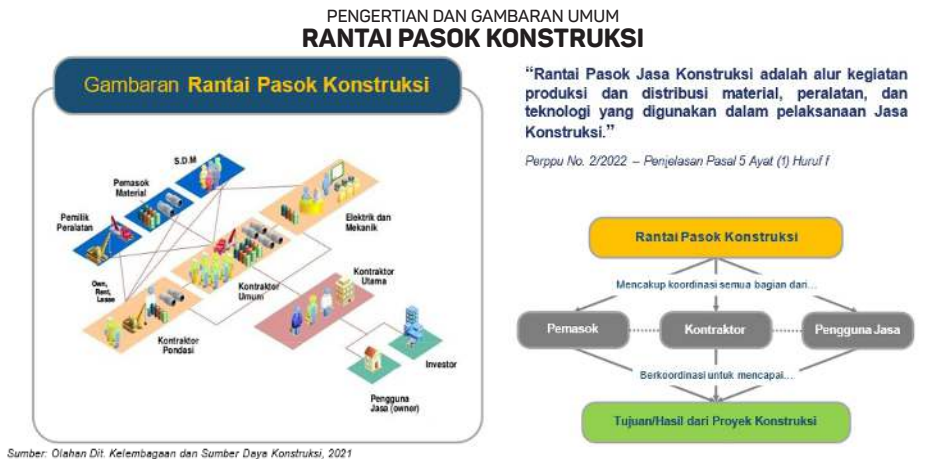 PENGERTIAN DAN GAMBARAN UMUM
RANTAI PASOK KONSTRUKSI
Gambaran Rantai Pasok Konstruksi
S.D.M
Pemasok
Material
Pemilik
Peralatan
Elektrik dan
Mekanik
Own,
Rent,
Lease
Kontraktor
Umum
Kontraktor
Utama
Kontraktor
Pondasi
Investor
Pengguna
Jasa (owner)
Sumber: Olahan Dit. Kelembagaan dan Sumber Daya Konstruksi, 2021
“Rantai Pasok Jasa Konstruksi adalah alur kegiatan
produksi dan distribusi material, peralatan, dan
teknologi yang digunakan dalam pelaksanaan Jasa
Konstruksi.”
Perppu No. 2/2022 – Penjelasan Pasal 5 Ayat (1) Huruf f
Rantai Pasok Konstruksi
Mencakup koordinasi semua bagian dari...
Pemasok
Kontraktor
Pengguna Jasa
Berkoordinasi untuk mencapai...
Tujuan/Hasil dari Proyek Konstruksi